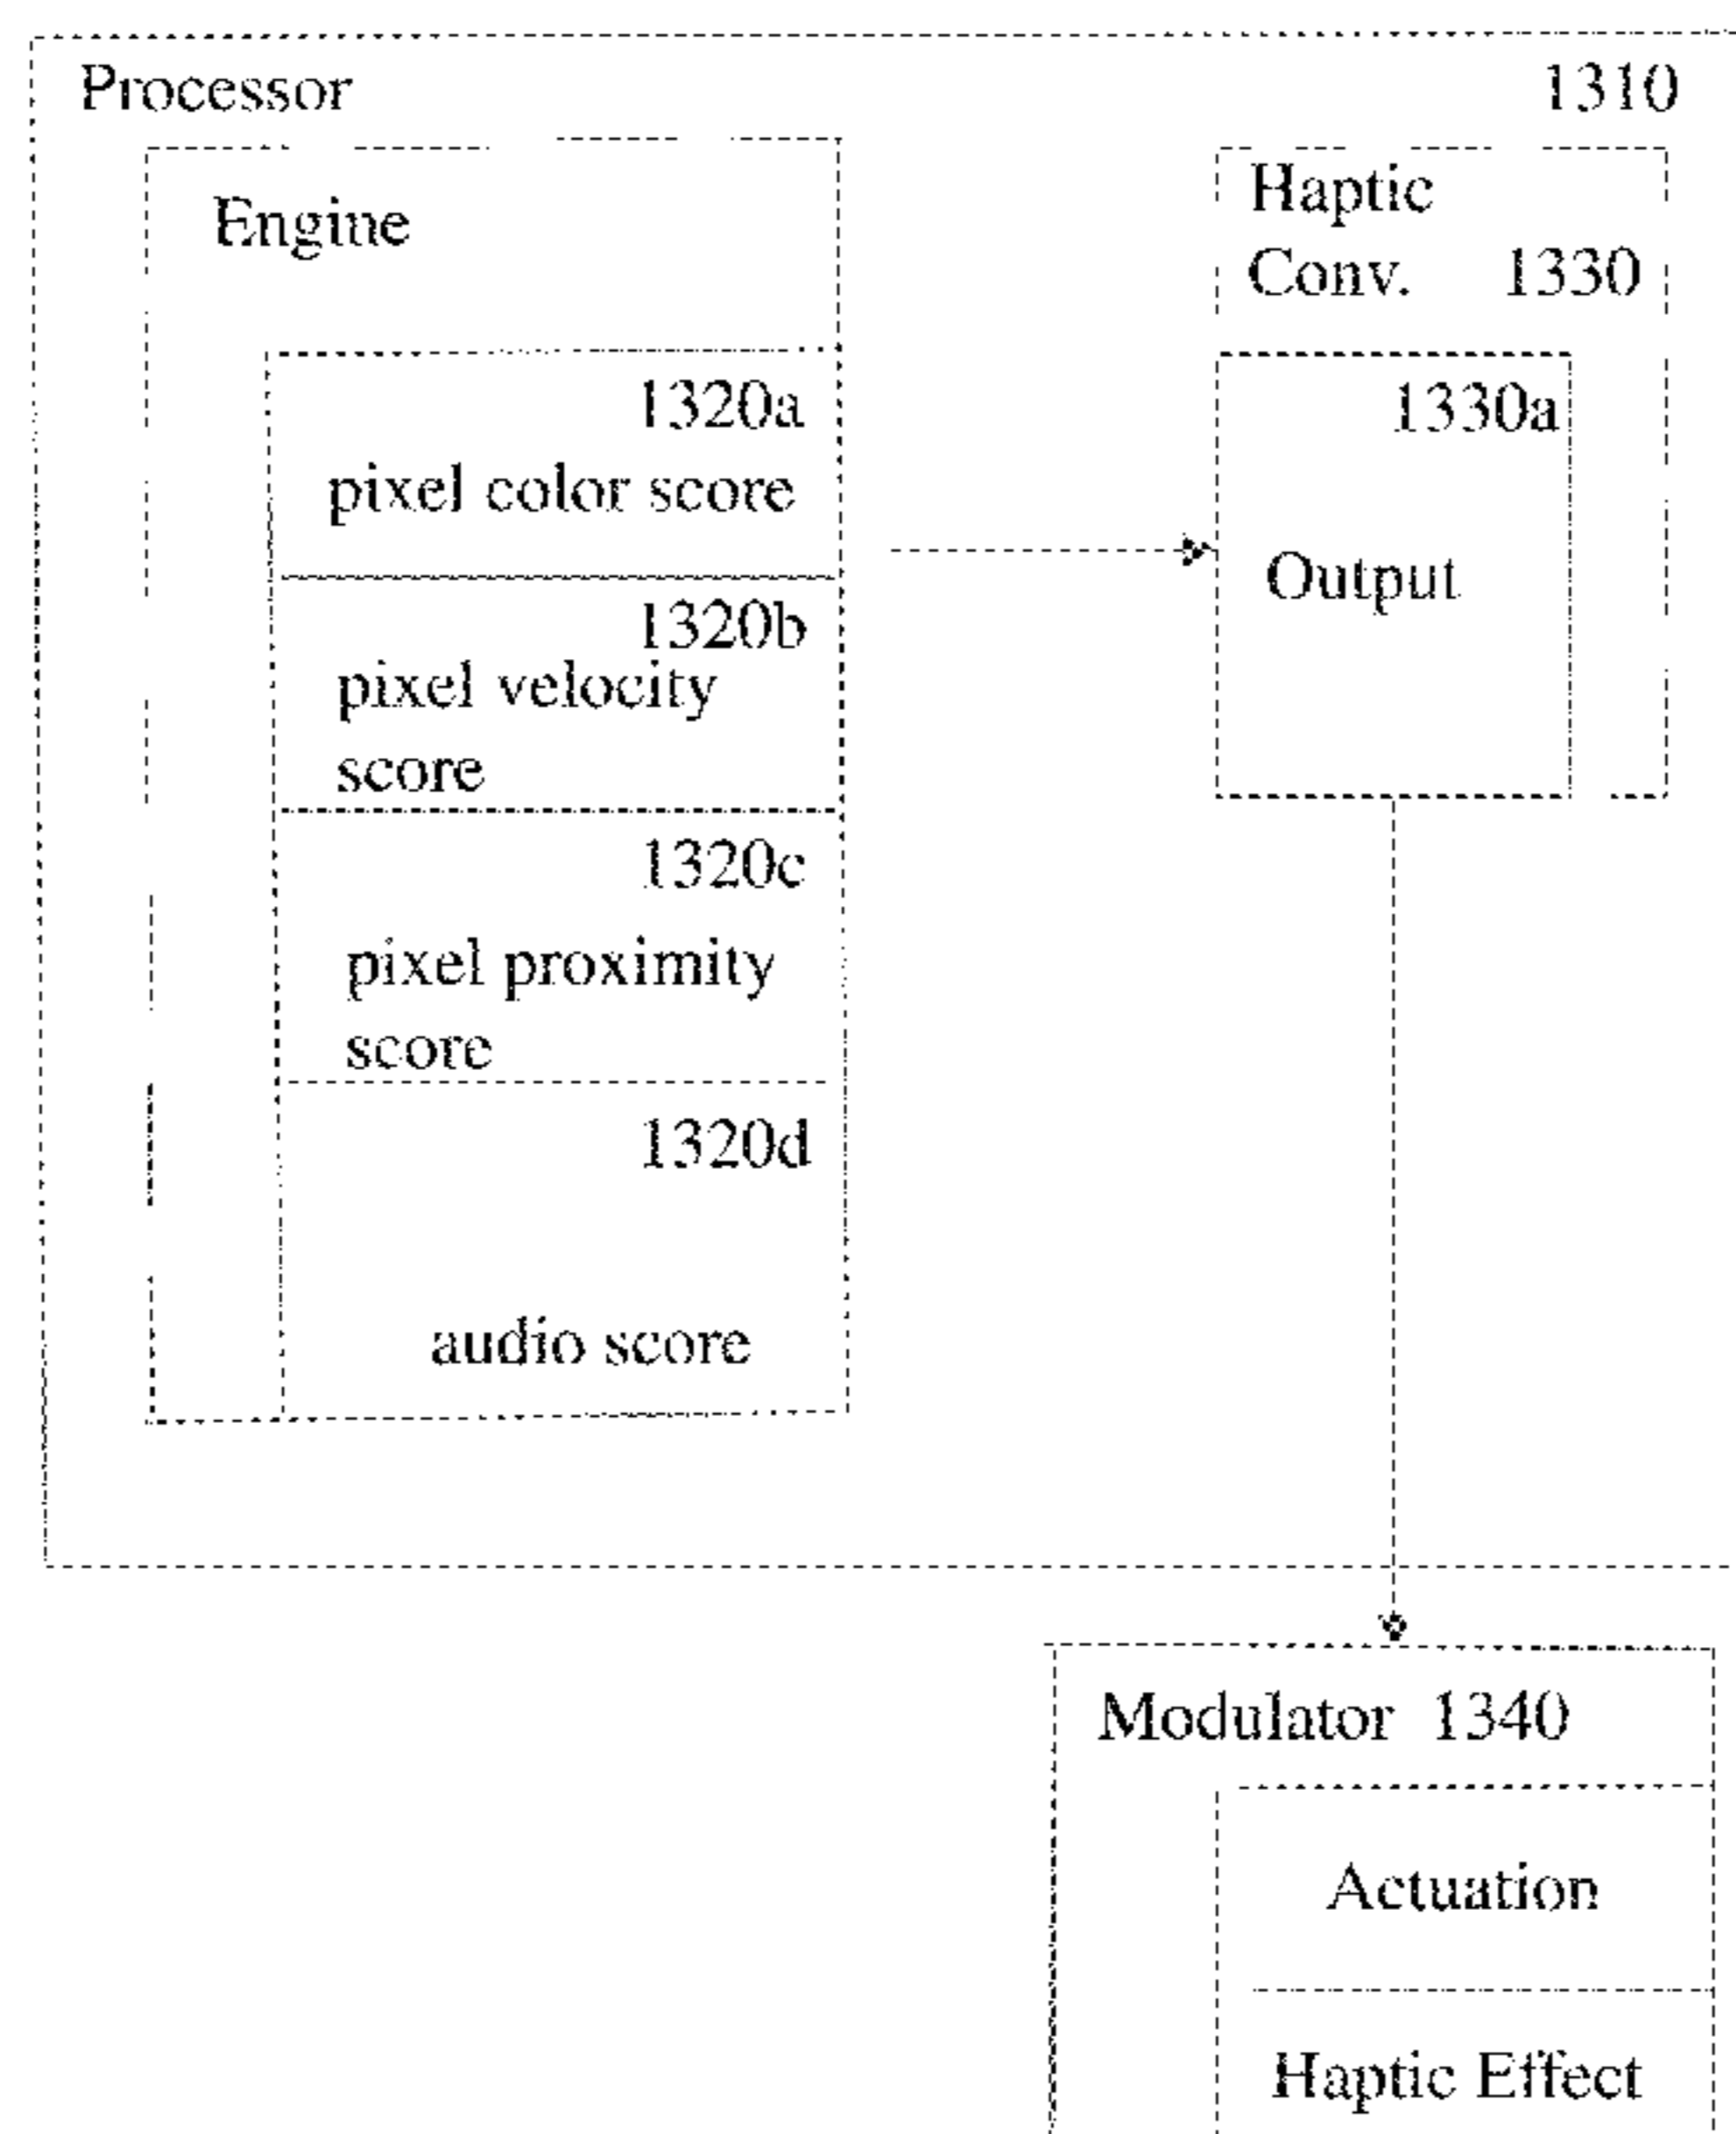 Processor 1310
Engine
1320a
pixel color score
1320b
pixel velocity
score
1320c
pixel proximity
score
1320d
audio score
Haptic
Conv. 1330
1330a
Output
Modulator 1340
Actuation
Haptic Effect